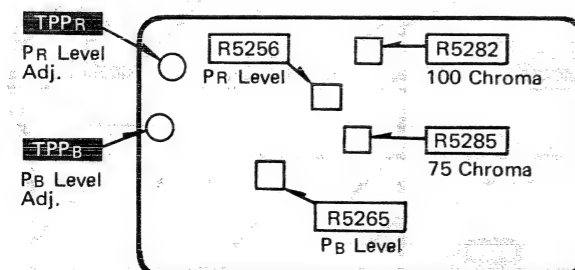 TPPR
PR Level
Adj.
R5256
PR Level
R5282
100 Chroma
TPPB
PB Level
Adj.
R5285
75 Chroma
R5265
PB Level